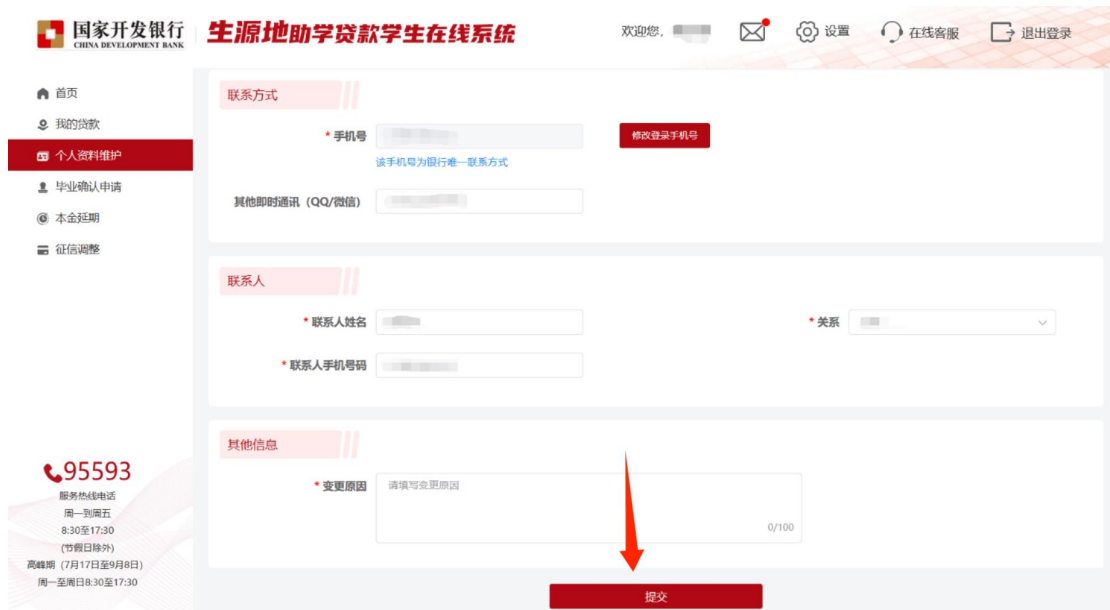 国家开发银行
CHINA DEVELOPMENT BANK
生源地助学贷款学生在线系统
欢迎您,
设置
在线客服
退出登录
首页
我的贷款
个人资料维护
毕业确认申请
本金延期
征信调整
95593
服务热线电话
周一到周五
8:30至17:30
(节假日除外)
高峰期 (7月17日至9月8日)
周一至周日8:30至17:30
联系方式
* 手机号
修改登录手机号
该手机号为银行唯一联系方式
其他即时通讯(QQ/微信)
联系人
* 联系人姓名
* 关系
* 联系人手机号码
其他信息
* 变更原因
请填写变更原因
0/100
提交